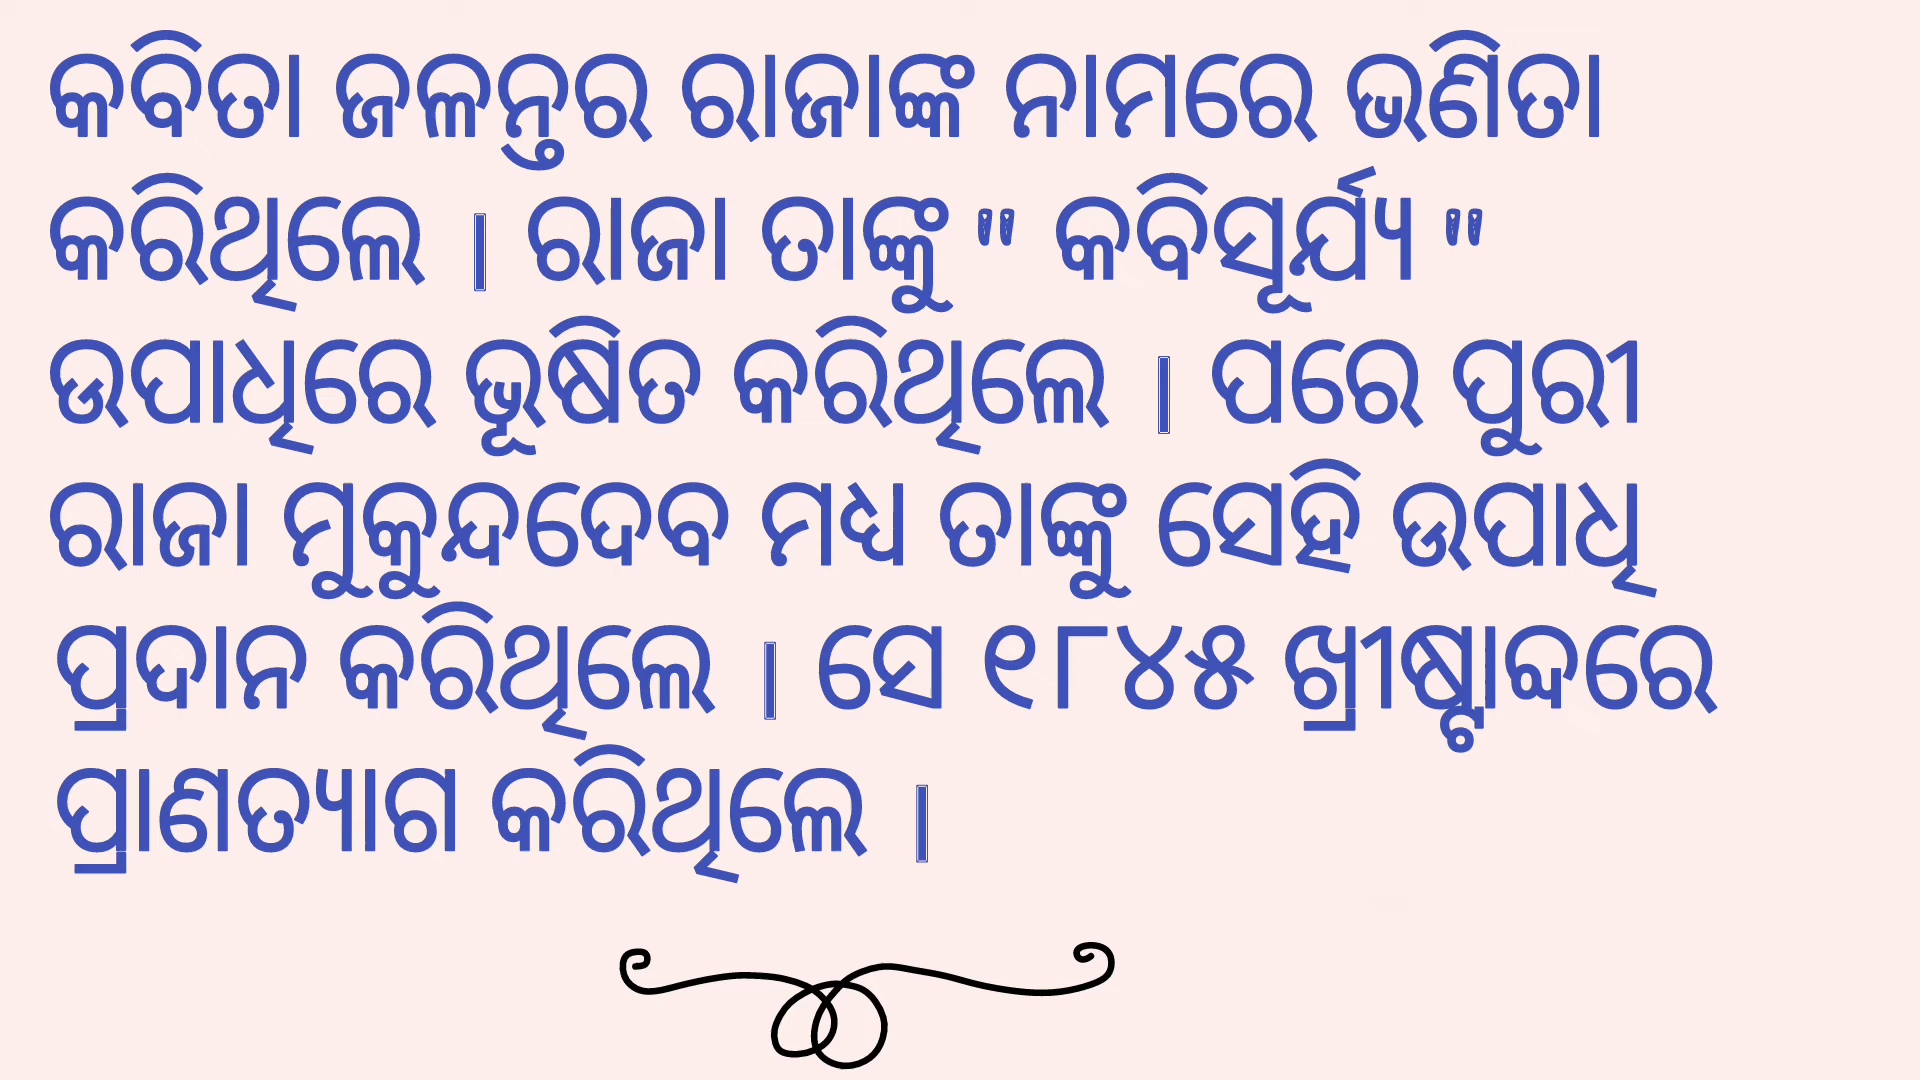 କବିତା ଜଳନ୍ତର ରାଜାଙ୍କ ନାମରେ ଭଣିତା
କରିଥିଲେ । ରାଜା ତାଙ୍କୁ " କବିସୂର୍ଯ୍ୟ "
ଉପାଧିରେ ଭୂଷିତ କରିଥିଲେ । ପରେ ପୁରୀ
ରାଜା ମୁକୁନ୍ଦଦେବ ମଧ୍ୟ ତାଙ୍କୁ ସେହି ଉପାଧି
ପ୍ରଦାନ କରିଥିଲେ । ସେ ୧୮୪୫ ଖ୍ରୀଷ୍ଟାବ୍ଦରେ
ପ୍ରାଣତ୍ୟାଗ କରିଥିଲେ ।